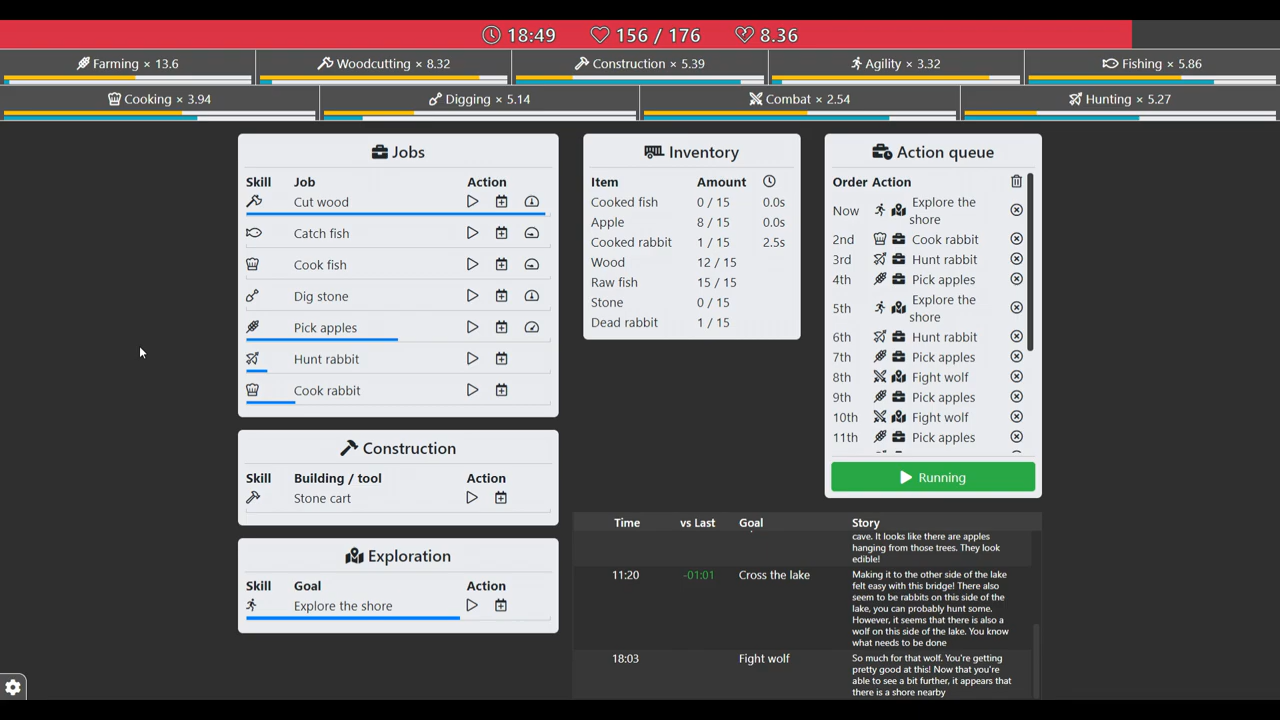 18:49 156 / 176 8.36
Farming × 13.6 Woodcutting × 8.32 Construction × 5.39 Agility × 3.32 Fishing × 5.86
Cooking × 3.94 Digging × 5.14 Combat × 2.54 Hunting × 5.27
Jobs
Skill Job Action
Cut wood
Catch fish
Cook fish
Dig stone
Pick apples
Hunt rabbit
Cook rabbit
Construction
Skill Building / tool Action
Stone cart
Exploration
Skill Goal Action
Explore the shore
Inventory
Item Amount
Cooked fish 0 / 15 0.0s
Apple 8 / 15 0.0s
Cooked rabbit 1 / 15 2.5s
Wood 12 / 15
Raw fish 15 / 15
Stone 0 / 15
Dead rabbit 1 / 15
Action queue
Order Action
Now Explore the
shore
2nd Cook rabbit
3rd Hunt rabbit
4th Pick apples
5th Explore the
shore
6th Hunt rabbit
7th Pick apples
8th Fight wolf
9th Pick apples
10th Fight wolf
11th Pick apples
Running
Time vs Last Goal Story
cave. It looks like there are apples
hanging from those trees. They look
edible!
11:20 -01:01 Cross the lake Making it to the other side of the lake
felt easy with this bridge! There also
seem to be rabbits on this side of the
lake, you can probably hunt some.
However, it seems that there is also a
wolf on this side of the lake. You know
what needs to be done
18:03 Fight wolf So much for that wolf. You're getting
pretty good at this! Now that you're
able to see a bit further, it appears that
there is a shore nearby